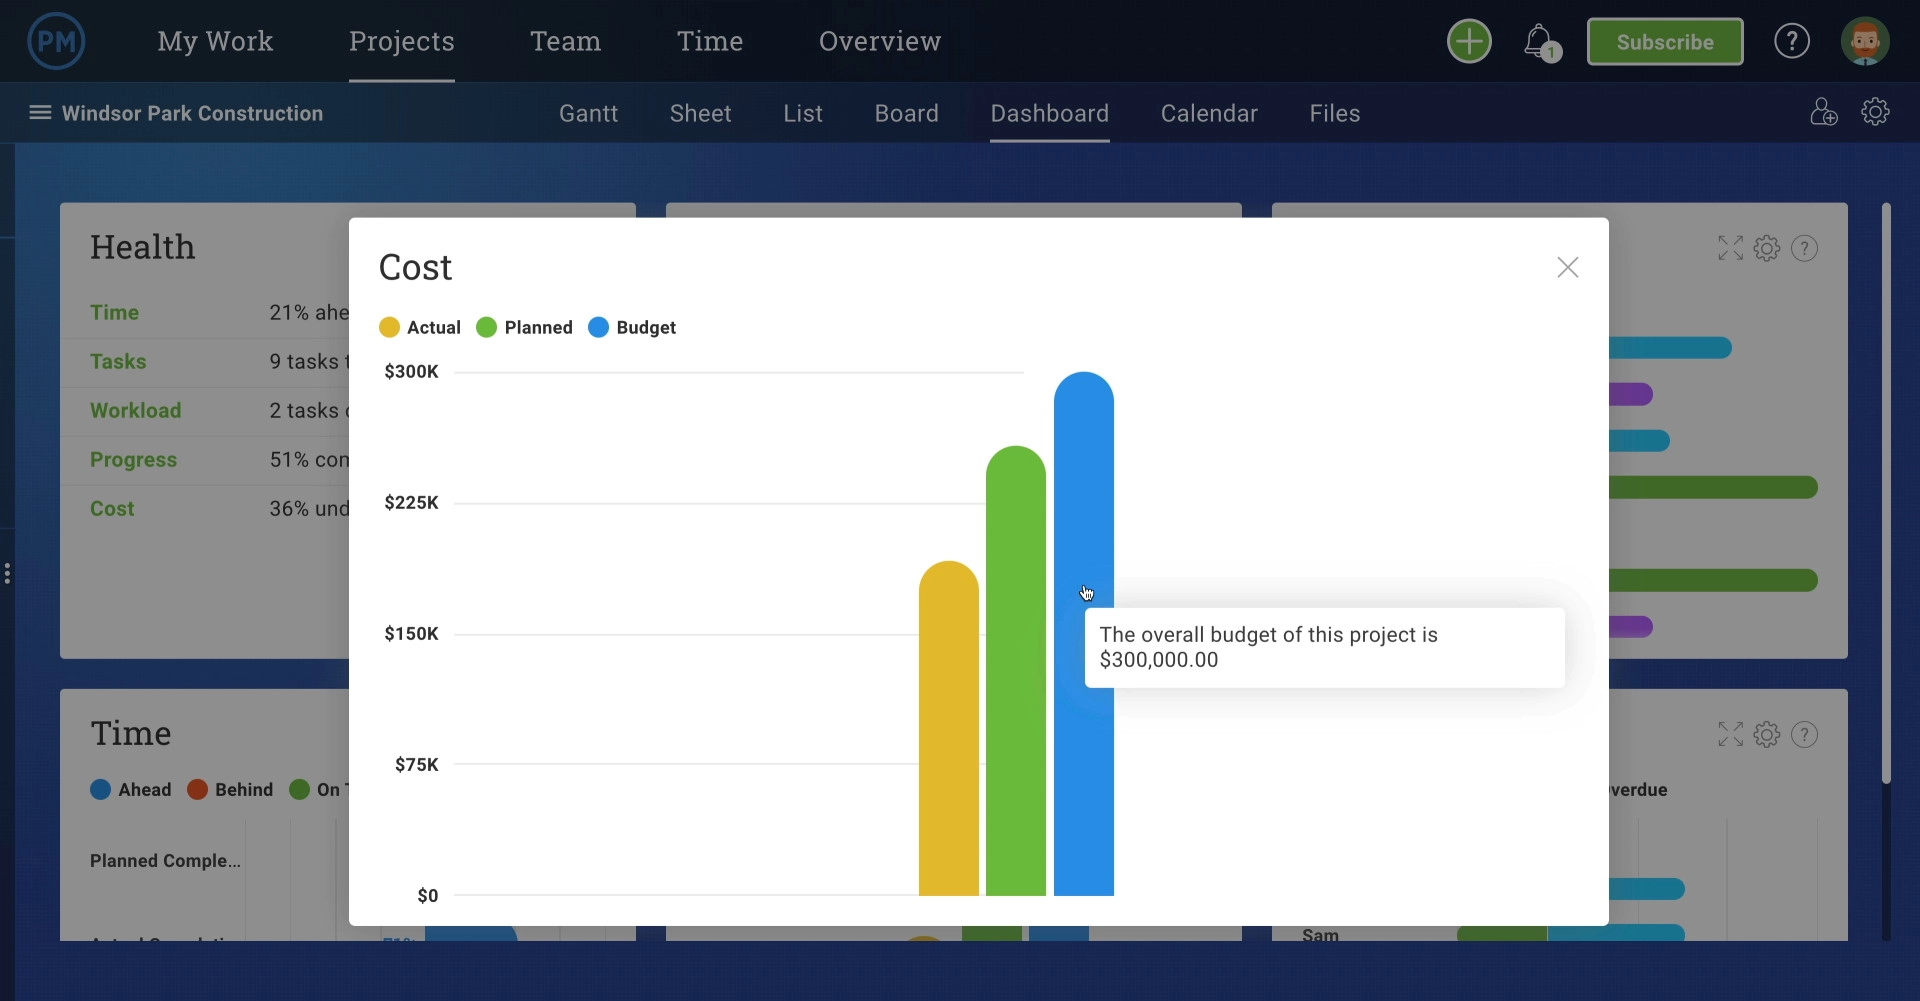 PM
My Work
Projects
Team
Time
Overview
1
Subscribe
?
Windsor Park Construction
Gantt
Sheet
List
Board
Dashboard
Calendar
Files
Health
Time 21% ahe
Tasks 9 tasks
Workload 2 tasks
Progress 51% com
Cost 36% und
Cost
Actual Planned Budget
$300K
$225K
$150K
$75K
$0
The overall budget of this project is
$300,000.00
?
Time
Ahead Behind On
Planned Comple...
?
verdue
Sam